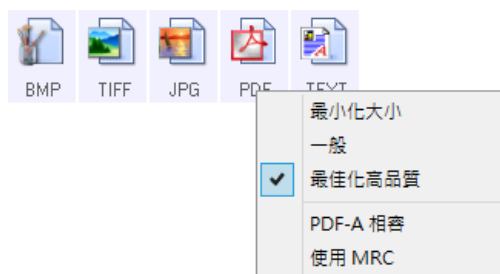 BMP TIFF JPG PDF TEXT
最小化大小
一般
最佳化高品質
PDF-A 相容
使用 MRC